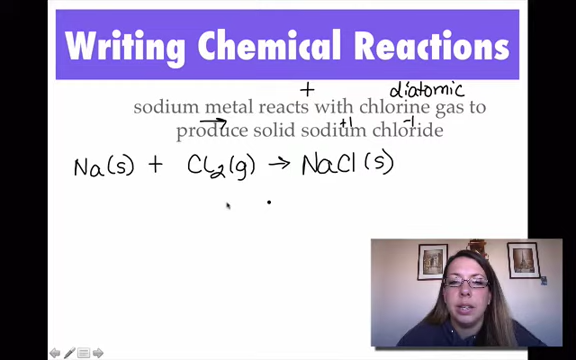 Writing Chemical Reactions
+ diatomic
sodium metal reacts with chlorine gas to
→ +1 -1
produce solid sodium chloride
Na(s) + Cl₂(g) → NaCl(s)